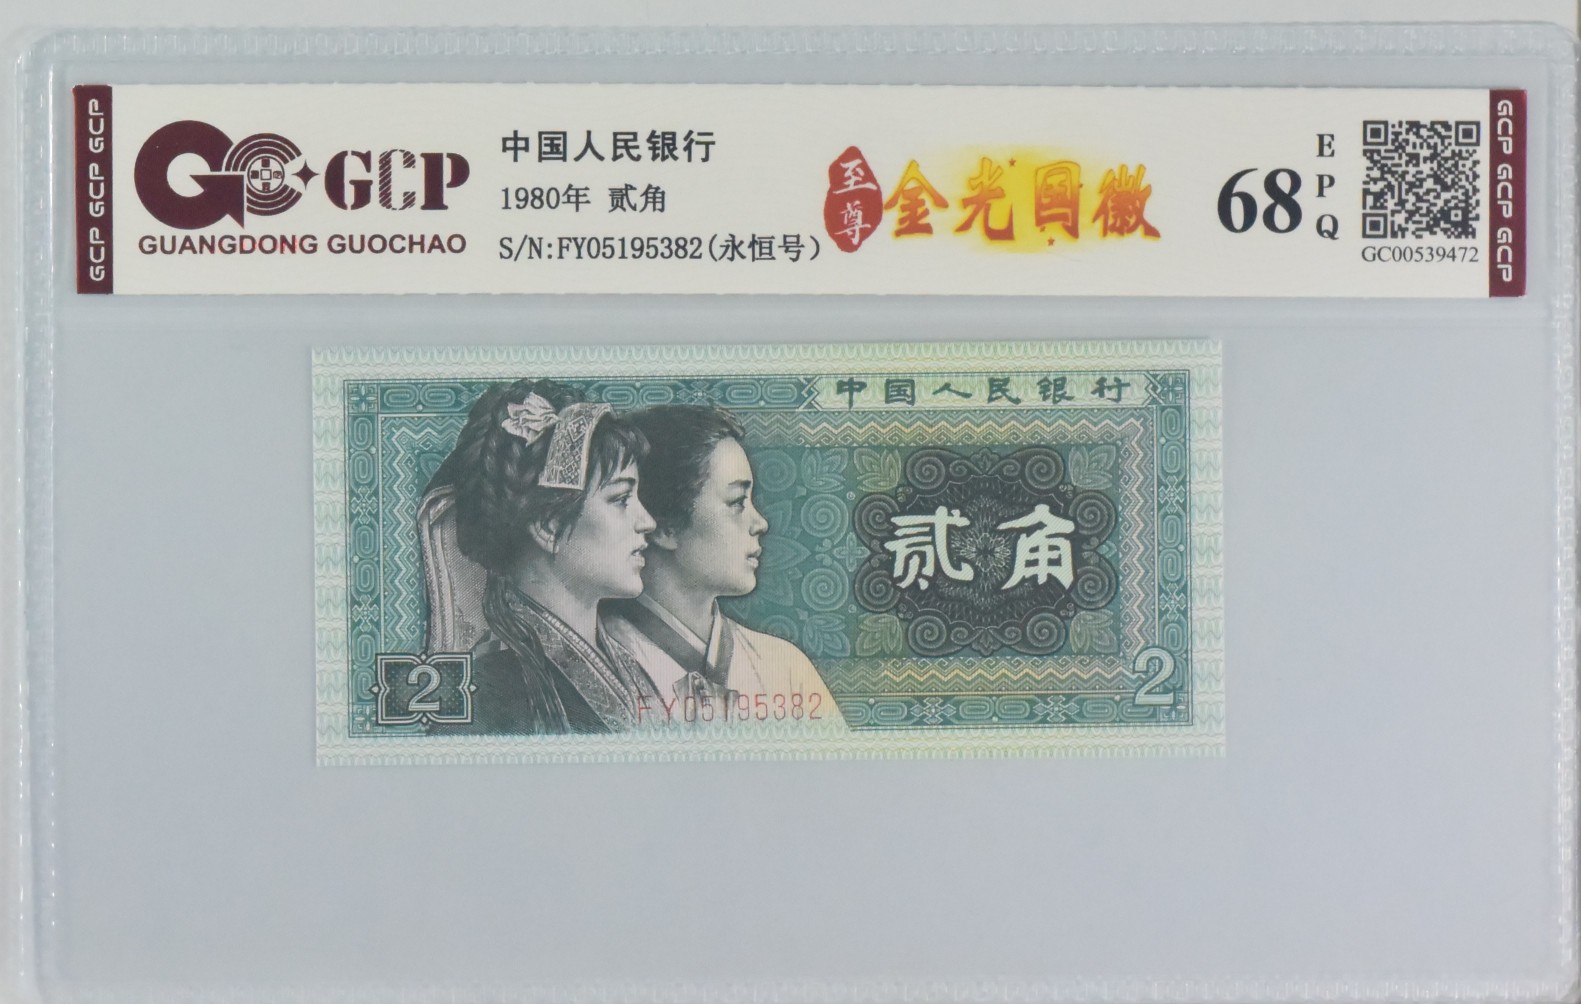 GCP GCP GCP
GCP
GUANGDONG GUOCHAO
中国人民银行
1980年 贰角
S/N:FY05195382(永恒号)
至尊
金光国徽
68
EPQ
GC00539472
GCP GCP GCP
中国人民银行
贰角
2
2
FY05195382